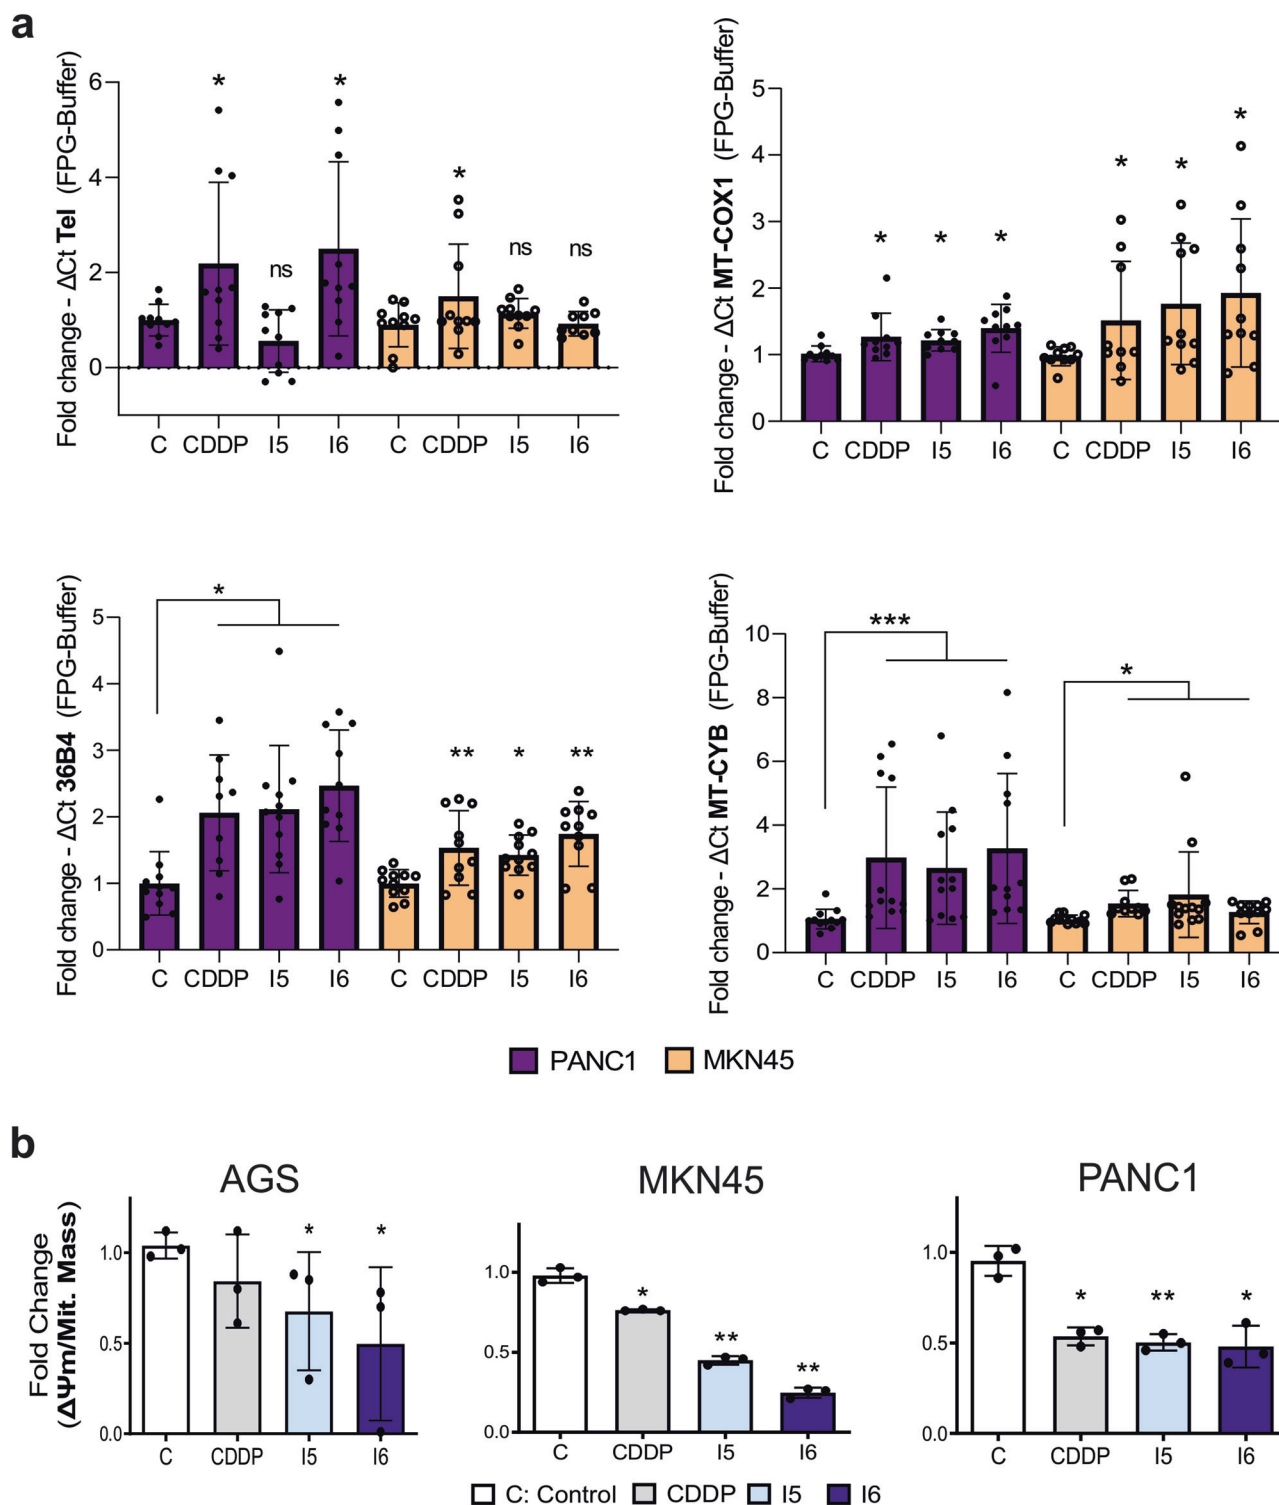 a
Fold change - ΔCt Tel (FPG-Buffer)
6
4
2
0
* * ns * * ns ns
C CDDP I5 I6 C CDDP I5 I6
Fold change - ΔCt MT-COX1 (FPG-Buffer)
5
4
3
2
1
0
* * * * * *
C CDDP I5 I6 C CDDP I5 I6
Fold change - ΔCt 36B4 (FPG-Buffer)
5
4
3
2
1
0
* ** * **
C CDDP I5 I6 C CDDP I5 I6
Fold change - ΔCt MT-CYB (FPG-Buffer)
10
8
6
4
2
0
*** *
C CDDP I5 I6 C CDDP I5 I6
PANC1 MKN45
b
AGS
Fold Change
(ΔΨm/Mit. Mass)
1.0
0.5
0.0
* *
C CDDP I5 I6
MKN45
1.0
0.5
0.0
* ** **
C CDDP I5 I6
PANC1
1.0
0.5
0.0
* ** *
C CDDP I5 I6
C: Control CDDP I5 I6